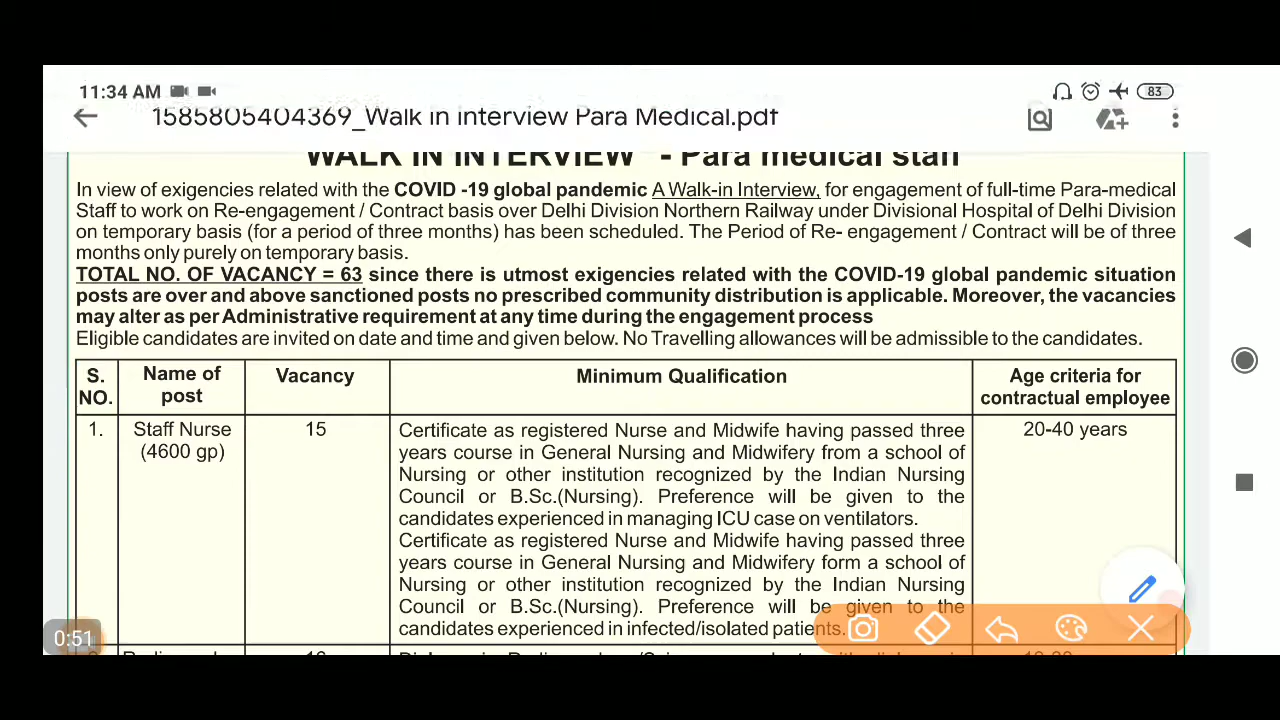 11:34 AM
83
1585805404369_Walk in interview Para Medical.pdf
WALK IN INTERVIEW" - Para medical staff
In view of exigencies related with the COVID -19 global pandemic A Walk-in Interview, for engagement of full-time Para-medical
Staff to work on Re-engagement / Contract basis over Delhi Division Northern Railway under Divisional Hospital of Delhi Division
on temporary basis (for a period of three months) has been scheduled. The Period of Re- engagement / Contract will be of three
months only purely on temporary basis.
TOTAL NO. OF VACANCY = 63 since there is utmost exigencies related with the COVID-19 global pandemic situation
posts are over and above sanctioned posts no prescribed community distribution is applicable. Moreover, the vacancies
may alter as per Administrative requirement at any time during the engagement process
Eligible candidates are invited on date and time and given below. No Travelling allowances will be admissible to the candidates.
S. NO.
Name of post
Vacancy
Minimum Qualification
Age criteria for contractual employee
1.
Staff Nurse
(4600 gp)
15
Certificate as registered Nurse and Midwife having passed three
years course in General Nursing and Midwifery from a school of
Nursing or other institution recognized by the Indian Nursing
Council or B.Sc.(Nursing). Preference will be given to the
candidates experienced in managing ICU case on ventilators.
Certificate as registered Nurse and Midwife having passed three
years course in General Nursing and Midwifery form a school of
Nursing or other institution recognized by the Indian Nursing
Council or B.Sc.(Nursing). Preference will be given to the
candidates experienced in infected/isolated patients.
20-40 years
0:51